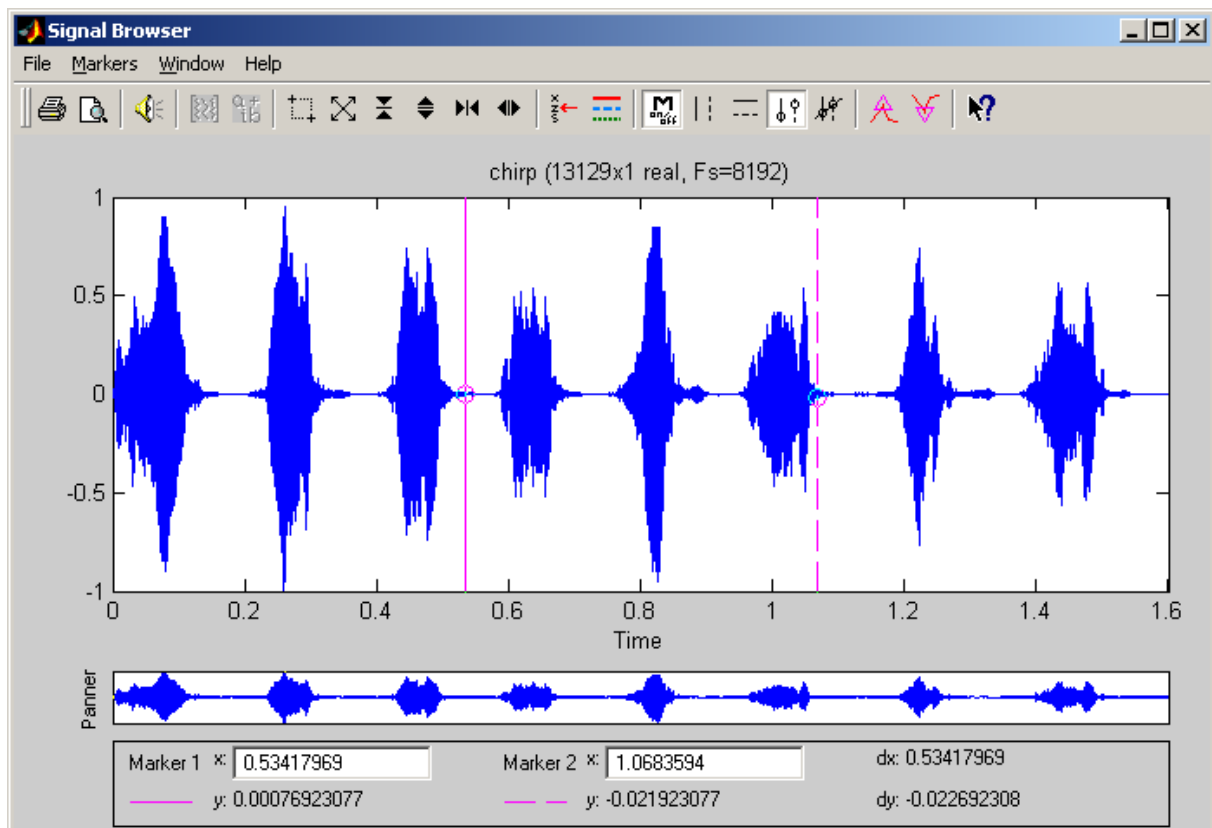 Signal Browser
File Markers Window Help
M
on/off
chirp (13129x1 real, Fs=8192)
1
0.5
0
-0.5
-1
0 0.2 0.4 0.6 0.8 1 1.2 1.4 1.6
Time
Panner
Marker 1 x: 0.53417969 Marker 2 x: 1.0683594 dx: 0.53417969
y: 0.00076923077 y: -0.021923077 dy: -0.022692308